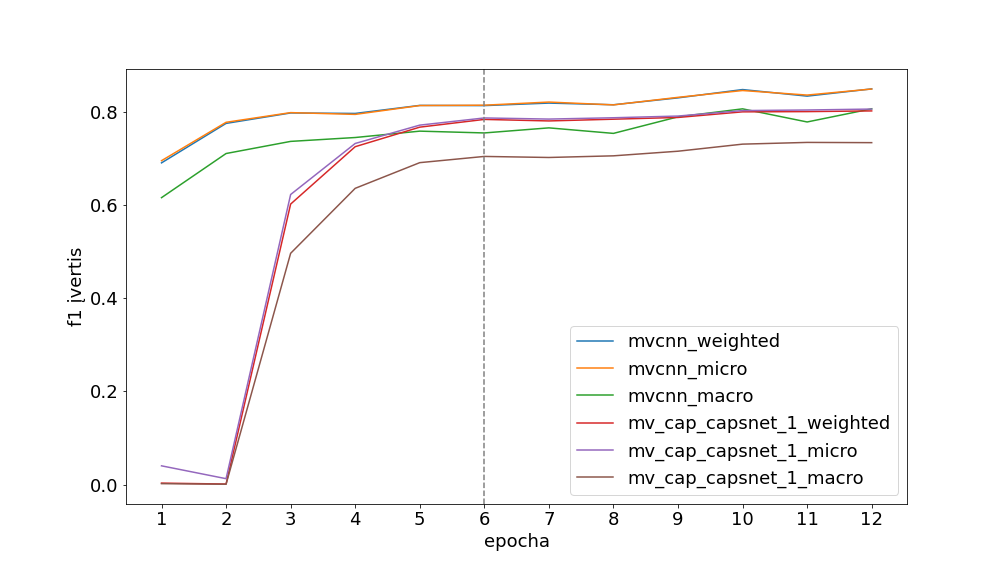 0.8
0.6
0.4
0.2
0.0
f1 įvertis
1 2 3 4 5 6 7 8 9 10 11 12
epocha
mvcnn_weighted
mvcnn_micro
mvcnn_macro
mv_cap_capsnet_1_weighted
mv_cap_capsnet_1_micro
mv_cap_capsnet_1_macro